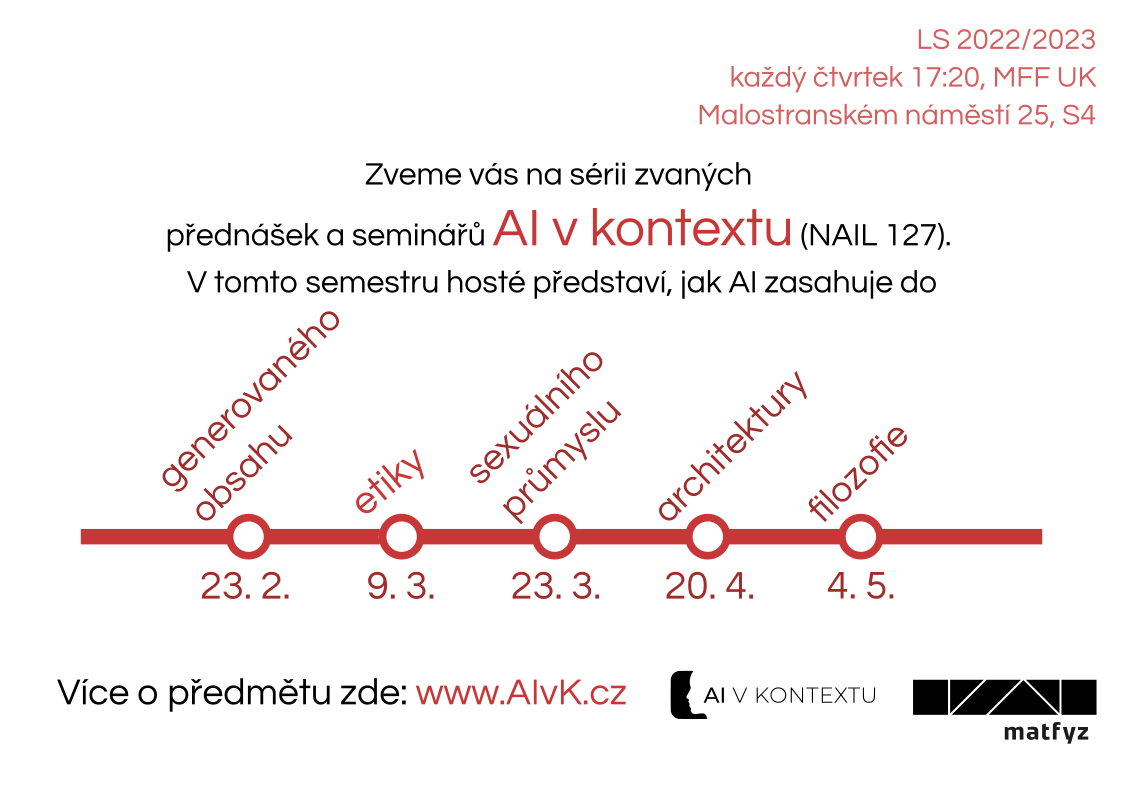 LS 2022/2023
každý čtvrtek 17:20, MFF UK
Malostranském náměstí 25, S4
Zveme vás na sérii zvaných
přednášek a seminářů AI v kontextu (NAIL 127).
V tomto semestru hosté představí, jak AI zasahuje do
generovaného
obsahu
etiky
sexuálního
průmyslu
architektury
filozofie
23. 2.
9. 3.
23. 3.
20. 4.
4. 5.
Více o předmětu zde: www.AIvK.cz
AI V KONTEXTU
matfyz